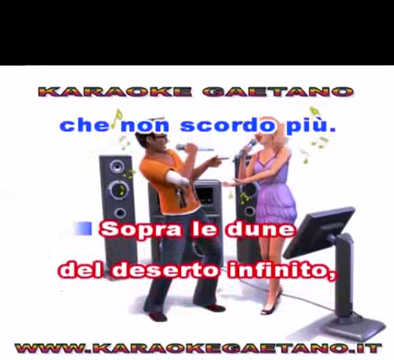 KARAOKE GAETANO
che non scordo più.
Sopra le dune
del deserto infinito,
WWW.KARAOKEGAETANO.IT